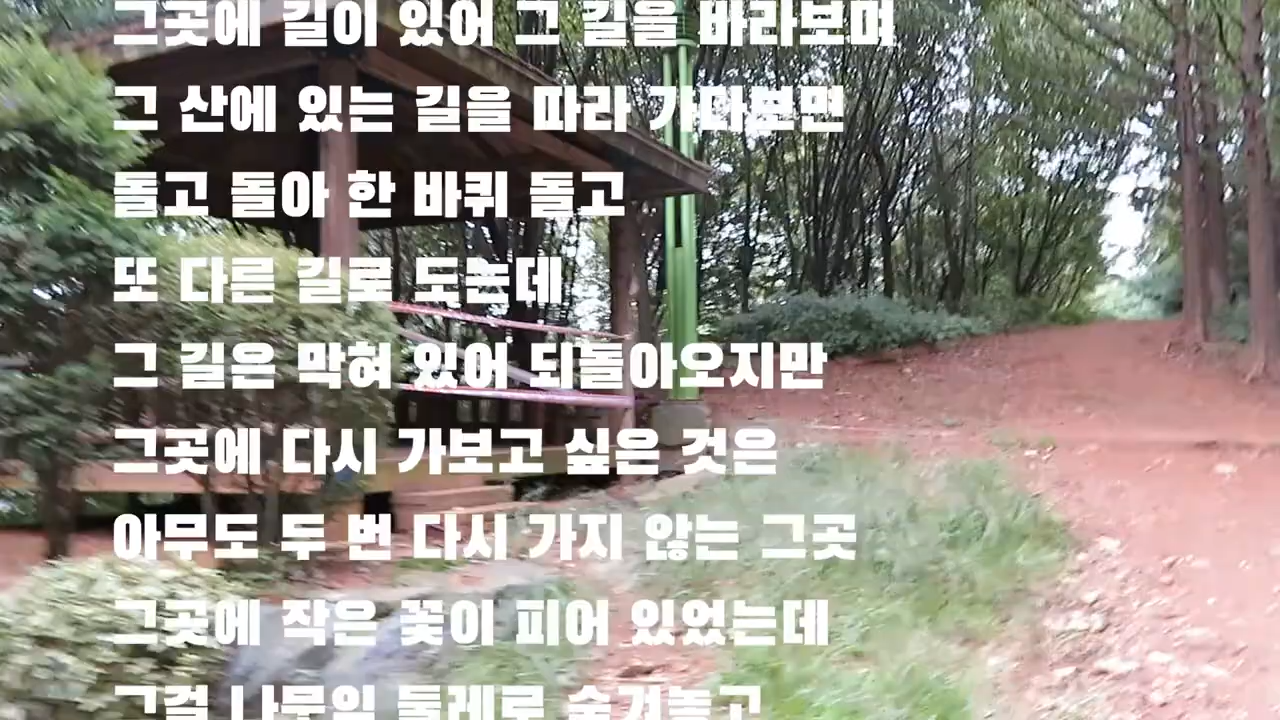 그곳에 길이 있어 그 길을 바라보며
그 산에 있는 길을 따라 가다보면
돌고 돌아 한 바퀴 돌고
또 다른 길로 도는데
그 길은 막혀 있어 되돌아오지만
그곳에 다시 가보고 싶은 것은
아무도 두 번 다시 가지 않는 그곳
그곳에 작은 꽃이 피어 있었는데
그걸 나뭇잎 둘레로 숨겨놓고